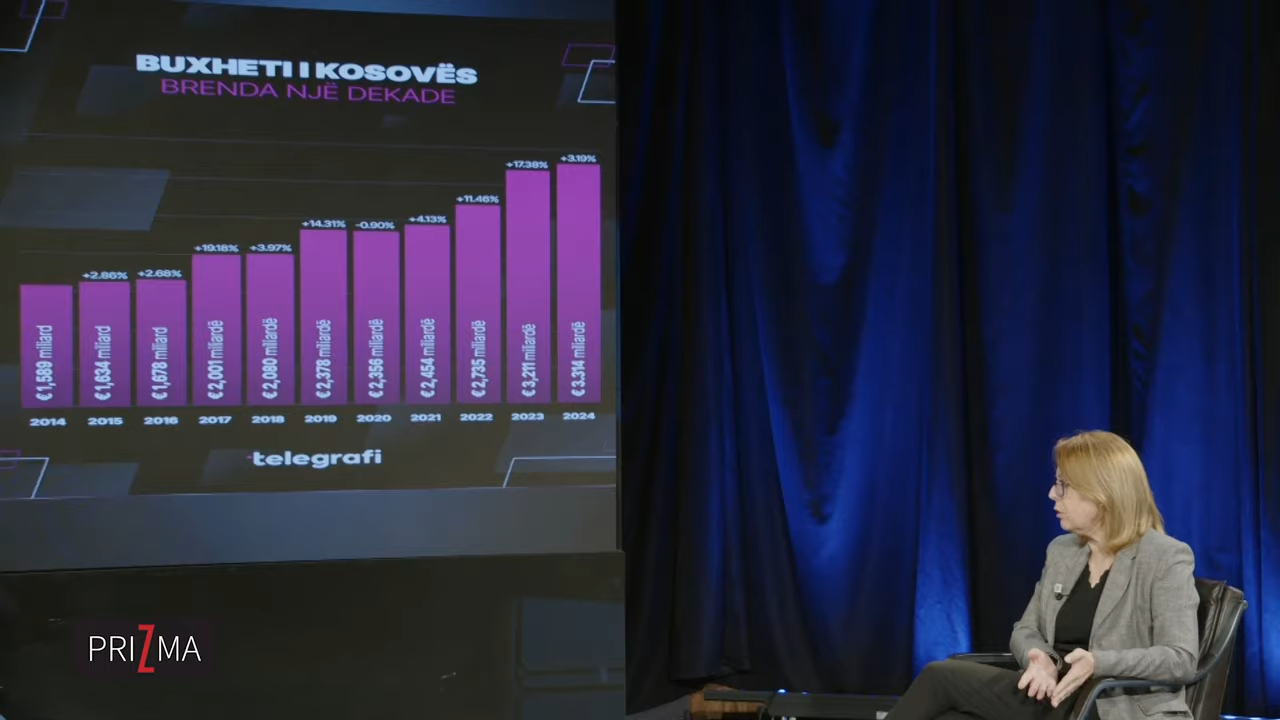 BUXHETI I KOSOVËS
BRENDA NJË DEKADE
+2.86%
+2.68%
+19.18%
+3.97%
+14.31%
-0.90%
+4.13%
+11.46%
+17.38%
+3.19%
€ 1,589 miliard
€ 1,634 miliard
€ 1,678 miliard
€ 2,001 miliardë
€ 2,080 miliardë
€ 2,378 miliardë
€ 2,356 miliardë
€ 2,454 miliardë
€ 2,735 miliardë
€ 3,211 miliardë
€ 3.314 miliardë
2014 2015 2016 2017 2018 2019 2020 2021 2022 2023 2024
telegrafi
PRIZMA